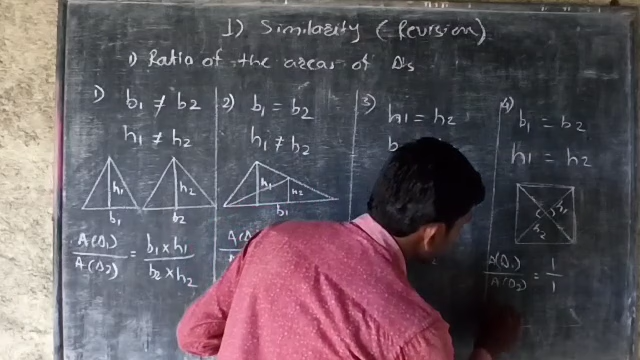 1) Similarity (Revision)
1) Ratio of the areas of Δs
1) b₁ ≠ b₂
h₁ ≠ h₂
h₁
h₂
b₁
b₂
A(Δ₁) / A(Δ₂) = b₁ × h₁ / b₂ × h₂
2) b₁ = b₂
h₁ ≠ h₂
h₁
h₂
b₁
A(Δ₁)
3) h₁ = h₂
b
4) b₁ = b₂
h₁ = h₂
h₁
h₂
A(Δ₁) / A(Δ₂) = 1 / 1